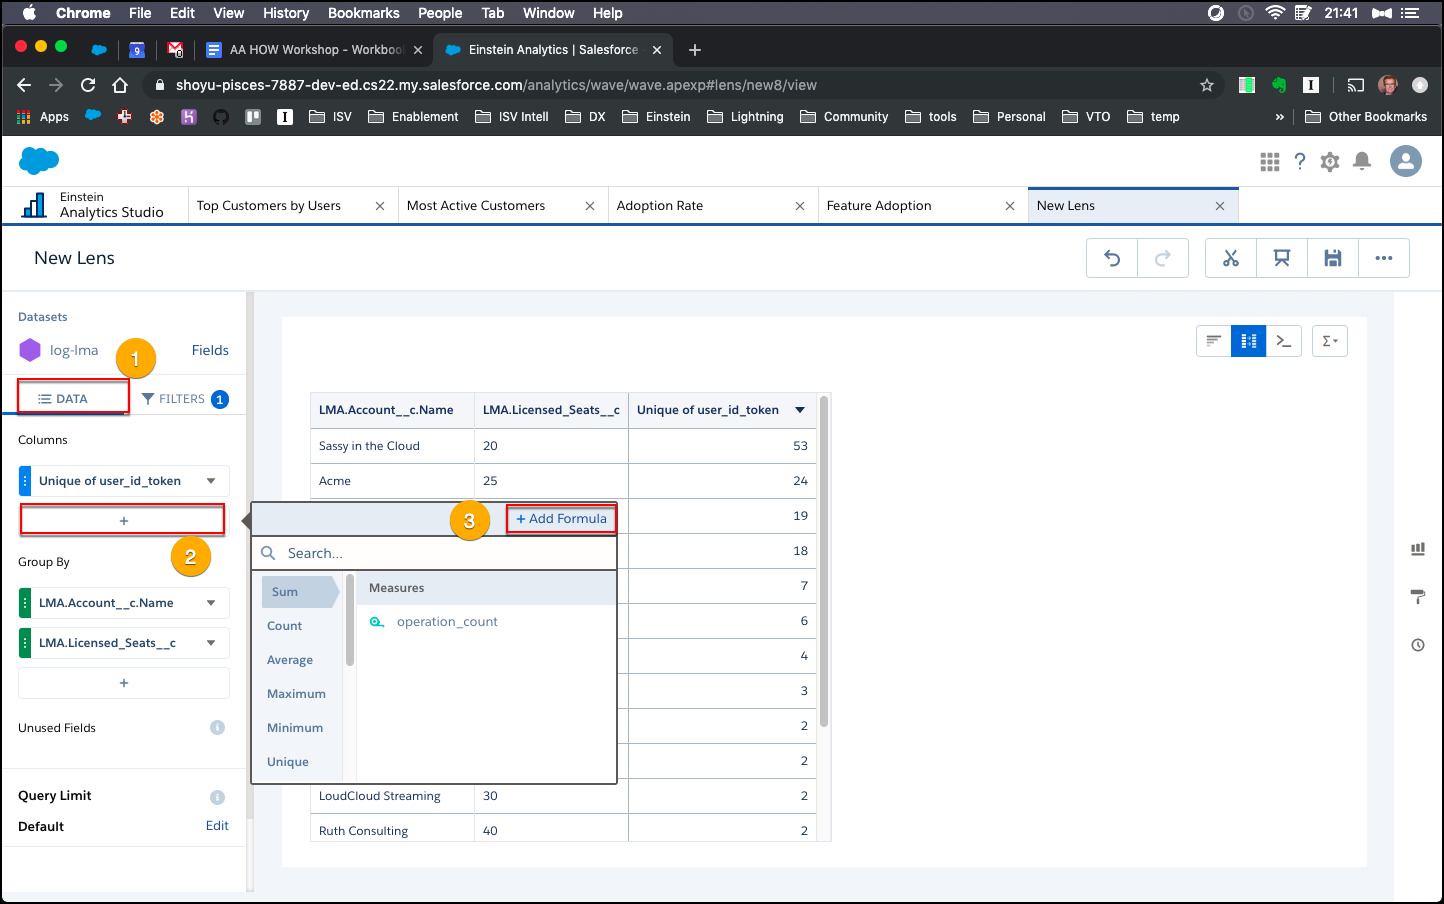 Chrome File Edit View History Bookmarks People Tab Window Help 21:41
9 0 AA HOW Workshop - Workbook Einstein Analytics | Salesforce
shoyu-pisces-7887-dev-ed.cs22.my.salesforce.com/analytics/wave/wave.apexp#lens/new8/view
Apps ISV Enablement ISV Intell DX Einstein Lightning Community tools Personal VTO temp » Other Bookmarks
Einstein
Analytics Studio
Top Customers by Users Most Active Customers Adoption Rate Feature Adoption New Lens
New Lens
Datasets
log-lma Fields
1
DATA FILTERS 1
Columns
Unique of user_id_token
+
2
Group By
LMA.Account__c.Name
LMA.Licensed_Seats__c
+
Unused Fields
Query Limit
Default Edit
3
+ Add Formula
Search...
Sum
Count
Average
Maximum
Minimum
Unique
Measures
operation_count
LMA.Account__c.Name LMA.Licensed_Seats__c Unique of user_id_token
Sassy in the Cloud 20 53
Acme 25 24
19
18
7
6
4
3
2
2
LoudCloud Streaming 30 2
Ruth Consulting 40 2